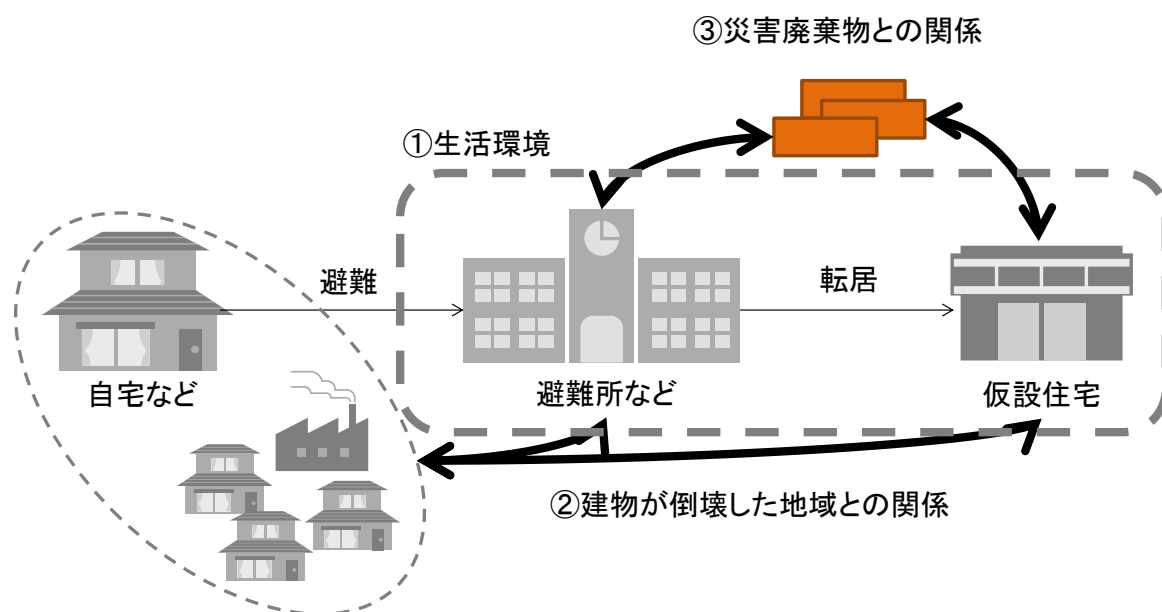 ③災害廃棄物との関係
①生活環境
避難
転居
自宅など
避難所など
仮設住宅
②建物が倒壊した地域との関係